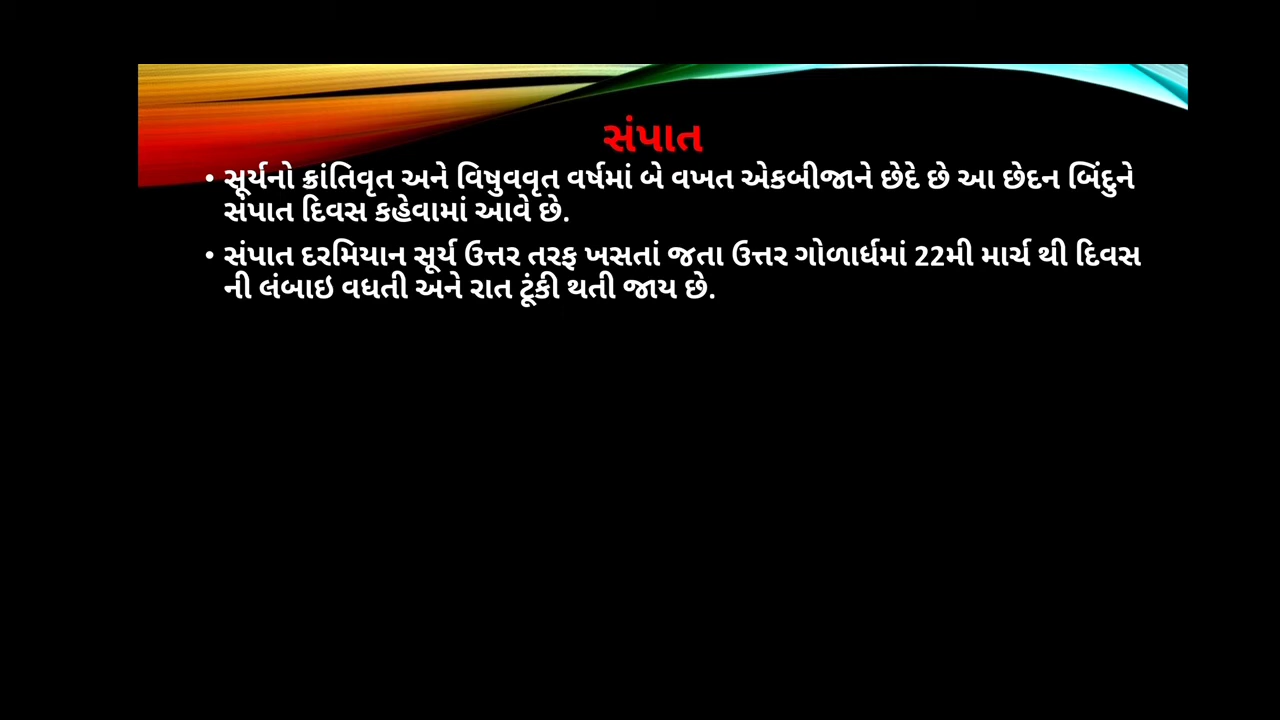 સંપાત
• સૂર્યનો ક્રાંતિવૃત અને વિષુવવૃત વર્ષમાં બે વખત એકબીજાને છેદે છે આ છેદન બિંદુને
સંપાત દિવસ કહેવામાં આવે છે.
• સંપાત દરમિયાન સૂર્ય ઉત્તર તરફ ખસતાં જતા ઉત્તર ગોળાર્ધમાં 22મી માર્ચ થી દિવસ
ની લંબાઇ વધતી અને રાત ટૂંકી થતી જાય છે.